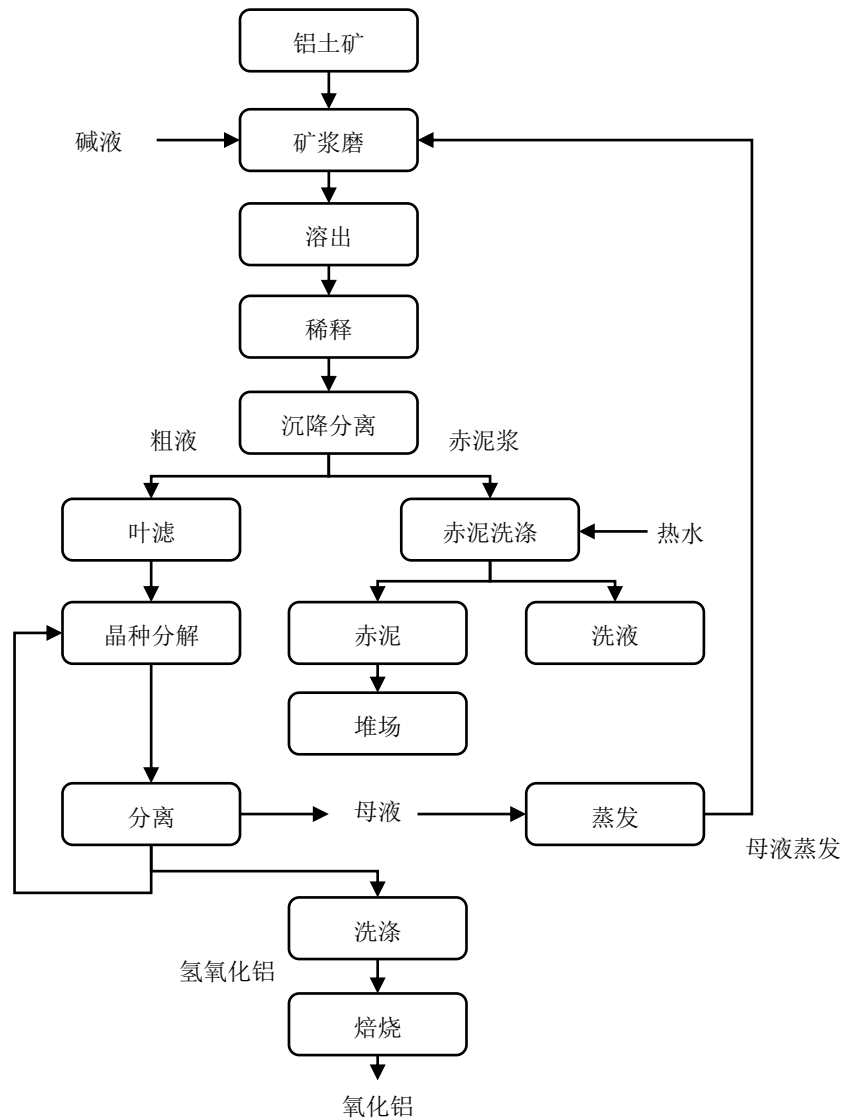 铝土矿
碱液
矿浆磨
溶出
稀释
沉降分离
粗液
赤泥浆
叶滤
赤泥洗涤
热水
晶种分解
赤泥
洗液
堆场
分离
母液
蒸发
母液蒸发
洗涤
氢氧化铝
焙烧
氧化铝